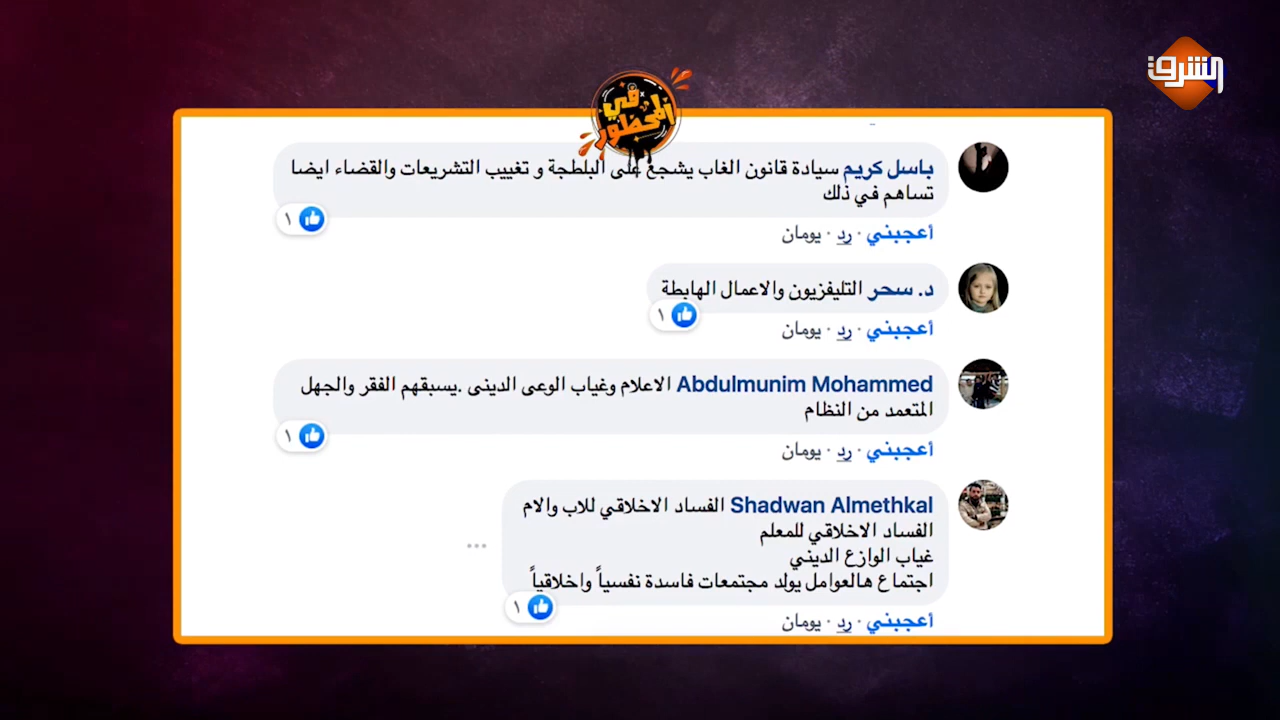 الشرق
في
المحظور
باسل كريم سيادة قانون الغاب يشجع على البلطجة و تغييب التشريعات والقضاء ايضا
تساهم في ذلك
١
أعجبني · رد · يومان
د. سحر التليفزيون والاعمال الهابطة
١
أعجبني · رد · يومان
Abdulmunim Mohammed الاعلام وغياب الوعى الدينى .يسبقهم الفقر والجهل
المتعمد من النظام
١
أعجبني · رد · يومان
Shadwan Almethkal الفساد الاخلاقي للاب والام
الفساد الاخلاقي للمعلم
غياب الوازع الديني
اجتماع هالعوامل يولد مجتمعات فاسدة نفسياً واخلاقياً
١
أعجبني · رد · يومان